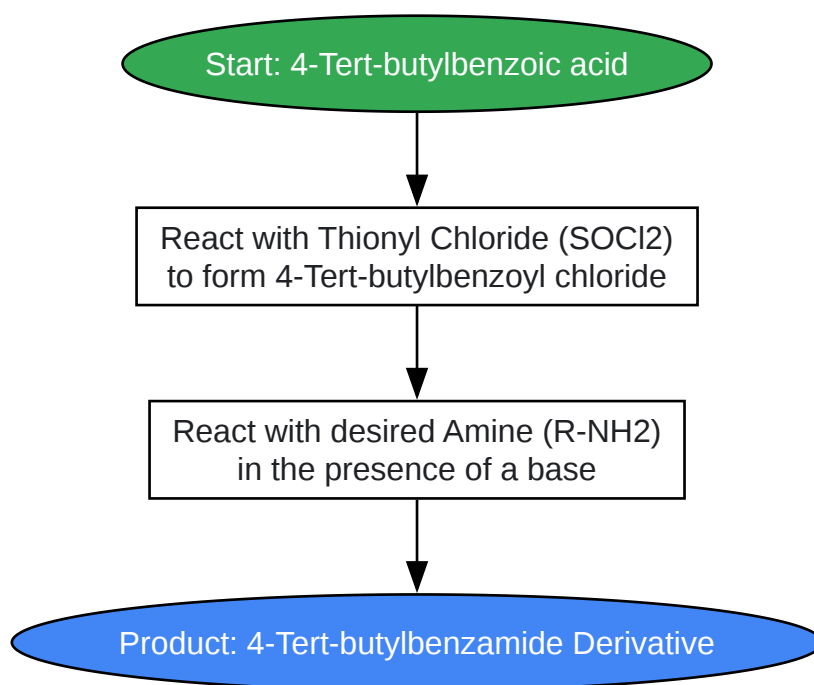 Start: 4-Tert-butylbenzoic acid
React with Thionyl Chloride (SOCl2)
to form 4-Tert-butylbenzoyl chloride
React with desired Amine (R-NH2)
in the presence of a base
Product: 4-Tert-butylbenzamide Derivative